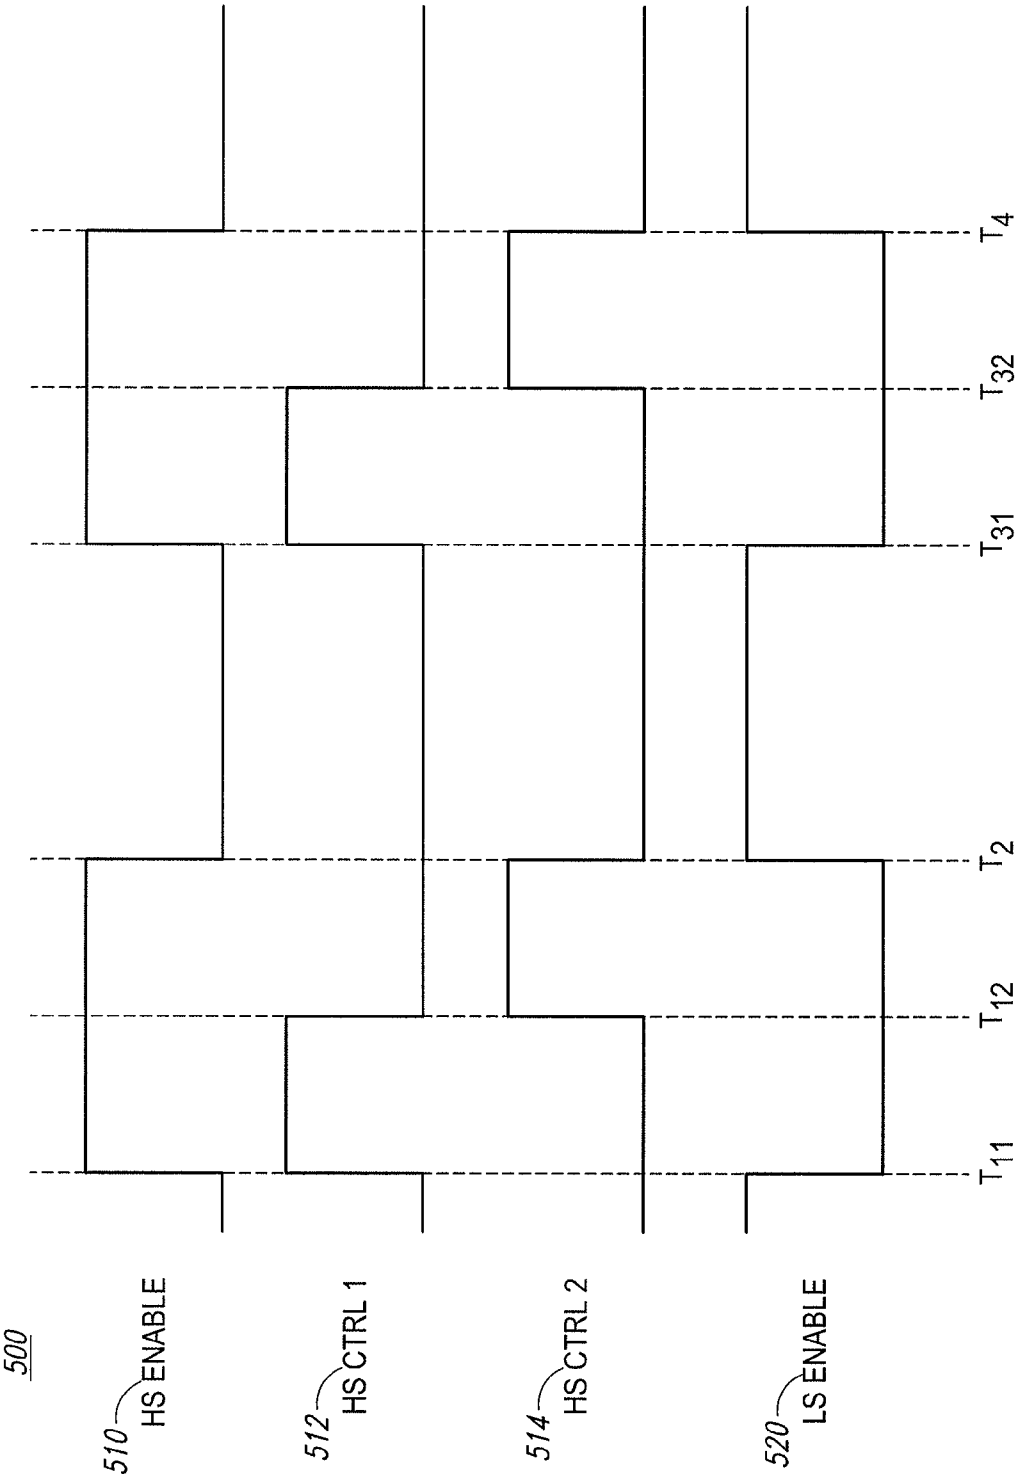 500
510
HS ENABLE
512
HS CTRL 1
514
HS CTRL 2
520
LS ENABLE
T11
T12
T2
T31
T32
T4